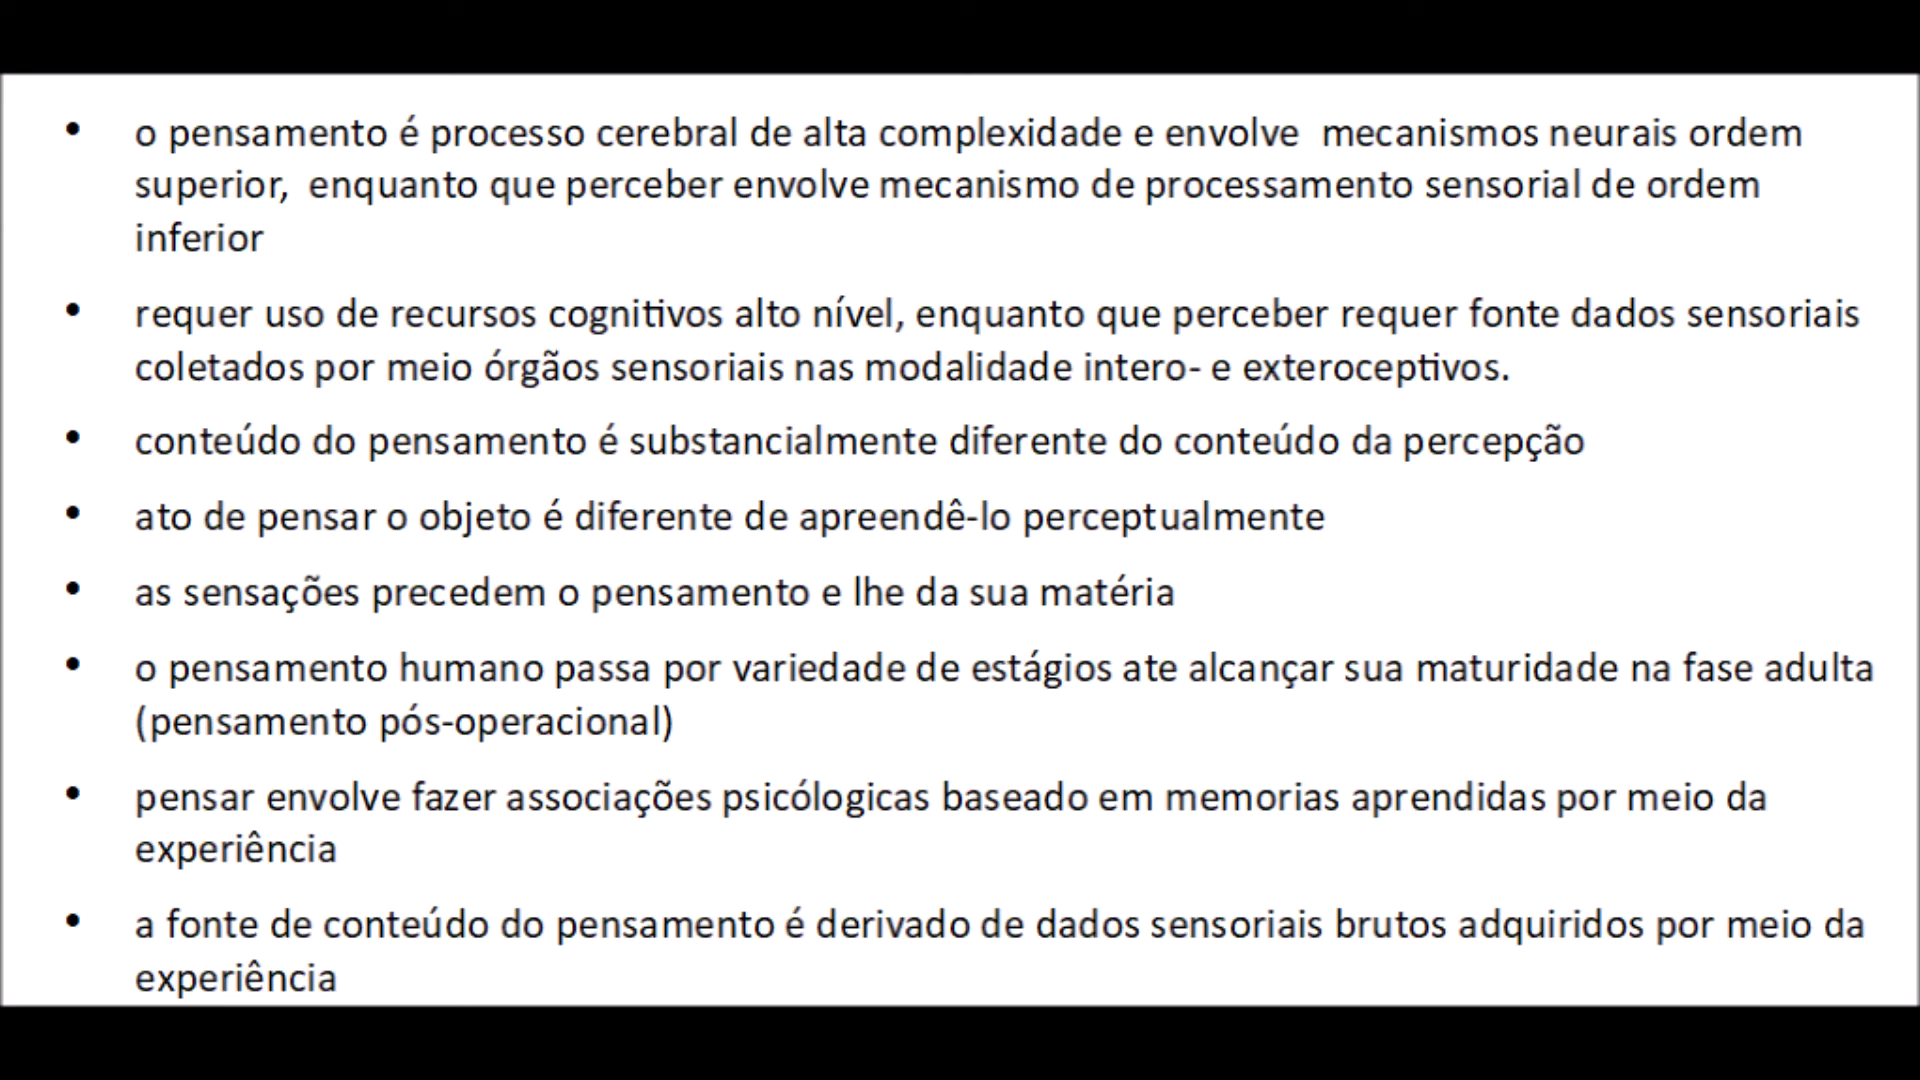 • o pensamento é processo cerebral de alta complexidade e envolve  mecanismos neurais ordem
superior,  enquanto que perceber envolve mecanismo de processamento sensorial de ordem
inferior
• requer uso de recursos cognitivos alto nível, enquanto que perceber requer fonte dados sensoriais
coletados por meio órgãos sensoriais nas modalidade intero- e exteroceptivos.
• conteúdo do pensamento é substancialmente diferente do conteúdo da percepção
• ato de pensar o objeto é diferente de apreendê-lo perceptualmente
• as sensações precedem o pensamento e lhe da sua matéria
• o pensamento humano passa por variedade de estágios ate alcançar sua maturidade na fase adulta
(pensamento pós-operacional)
• pensar envolve fazer associações psicólogicas baseado em memorias aprendidas por meio da
experiência
• a fonte de conteúdo do pensamento é derivado de dados sensoriais brutos adquiridos por meio da
experiência